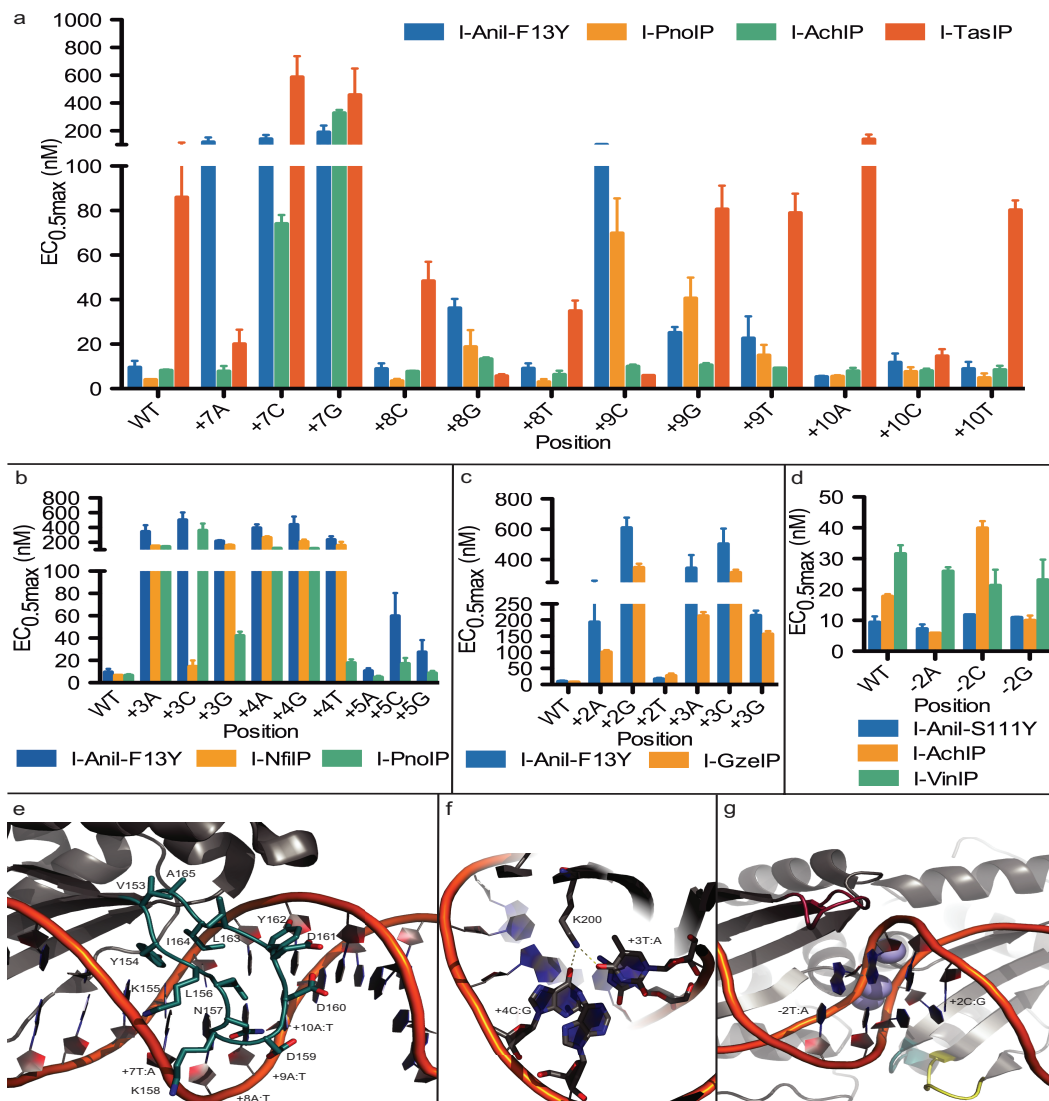 a
I-AniI-F13Y I-PnoIP I-AchIP I-TasIP
EC0.5max (nM)
1000
800
600
400
200
100
80
60
40
20
0
WT +7A +7C +7G +8C +8G +8T +9C +9G +9T +10A +10C +10T
Position
b
EC0.5max (nM)
800
600
400
200
100
80
60
40
20
0
WT +3A +3C +3G +4A +4G +4T +5A +5C +5G
Position
I-AniI-F13Y I-NfiIP I-PnoIP
c
EC0.5max (nM)
800
600
400
250
200
150
100
50
0
WT +2A +2G +2T +3A +3C +3G
Position
I-AniI-F13Y I-GzeIP
d
EC0.5max (nM)
50
40
30
20
10
0
WT -2A -2C -2G
Position
I-AniI-S111Y
I-AchIP
I-VinIP
e
A165
V153
Y162
I164 L163
D161
Y154
K155
L156
D160
N157
+10A:T
D159
+7T:A
+9A:T
K158
+8A:T
f
K200
+3T:A
+4C:G
g
-2T:A
+2C:G